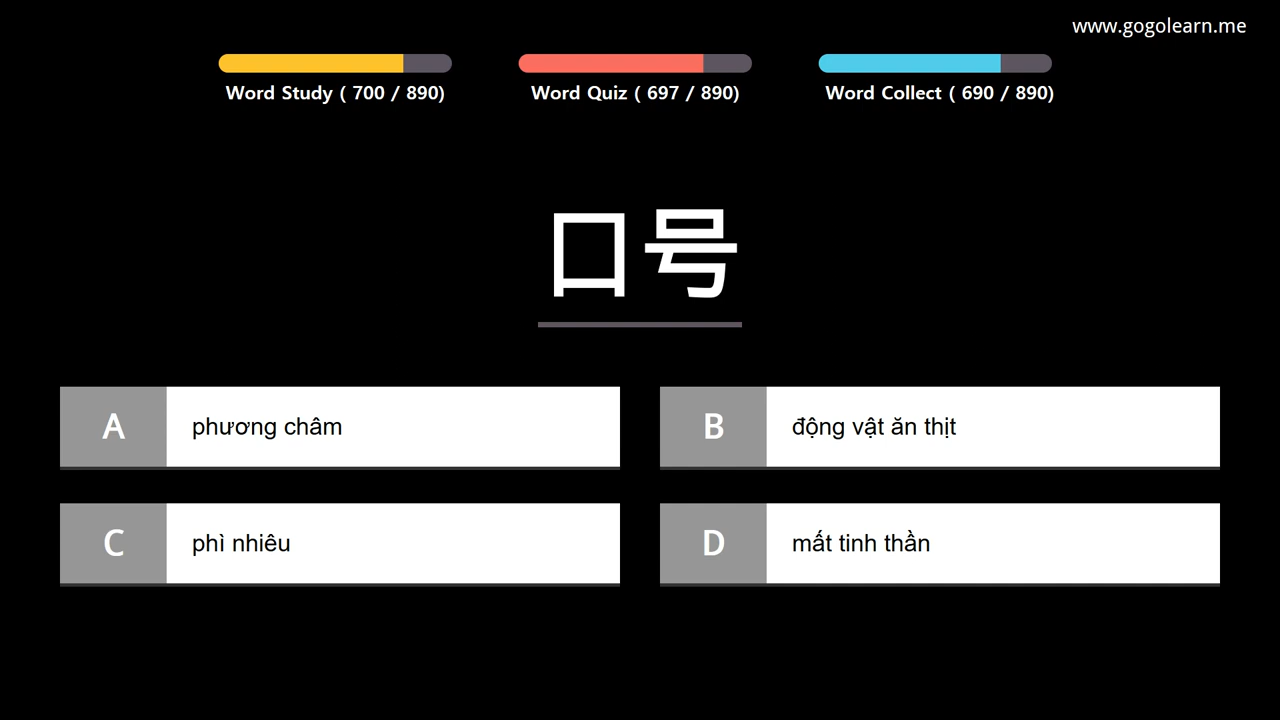 www.gogolearn.me
Word Study ( 700 / 890)
Word Quiz ( 697 / 890)
Word Collect ( 690 / 890)
口号
A phương châm
B động vật ăn thịt
C phì nhiêu
D mất tinh thần